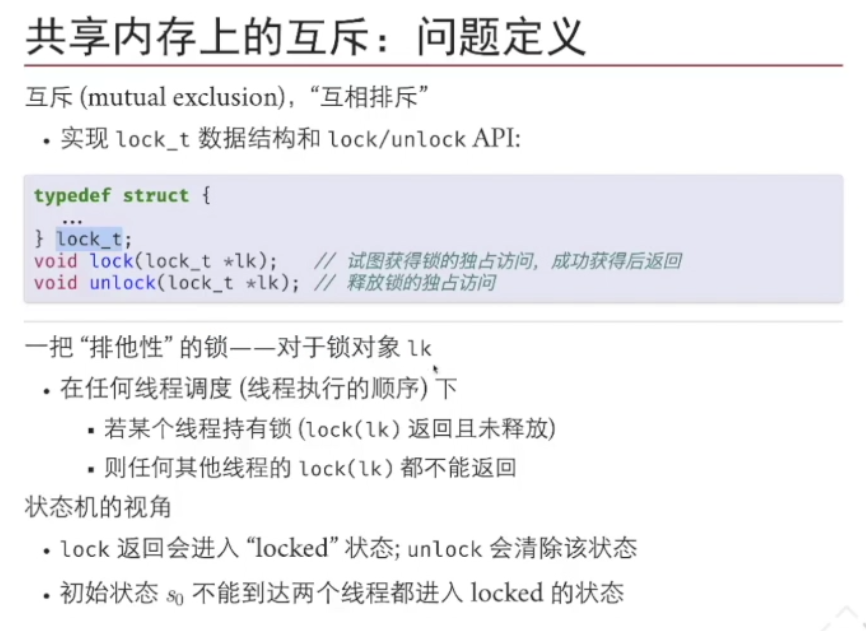 共享内存上的互斥：问题定义
互斥 (mutual exclusion)，“互相排斥”
• 实现 lock_t 数据结构和 lock/unlock API:
typedef struct {
...
} lock_t;
void lock(lock_t *lk);   // 试图获得锁的独占访问，成功获得后返回
void unlock(lock_t *lk); // 释放锁的独占访问
一把 “排他性” 的锁——对于锁对象 lk
• 在任何线程调度 (线程执行的顺序) 下
▪ 若某个线程持有锁 (lock(lk) 返回且未释放)
▪ 则任何其他线程的 lock(lk) 都不能返回
状态机的视角
• lock 返回会进入 “locked” 状态; unlock 会清除该状态
• 初始状态 s₀ 不能到达两个线程都进入 locked 的状态